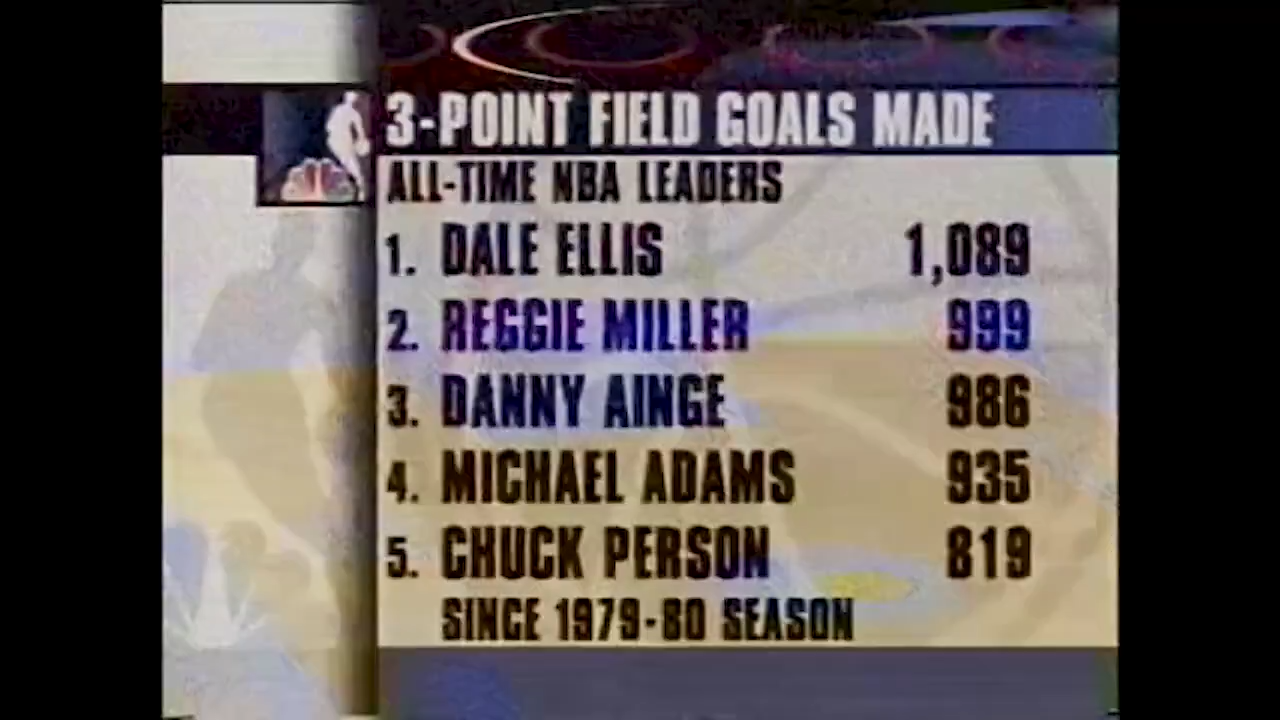 3-POINT FIELD GOALS MADE
ALL-TIME NBA LEADERS
1. DALE ELLIS 1,089
2. REGGIE MILLER 999
3. DANNY AINGE 986
4. MICHAEL ADAMS 935
5. CHUCK PERSON 819
SINCE 1979-80 SEASON